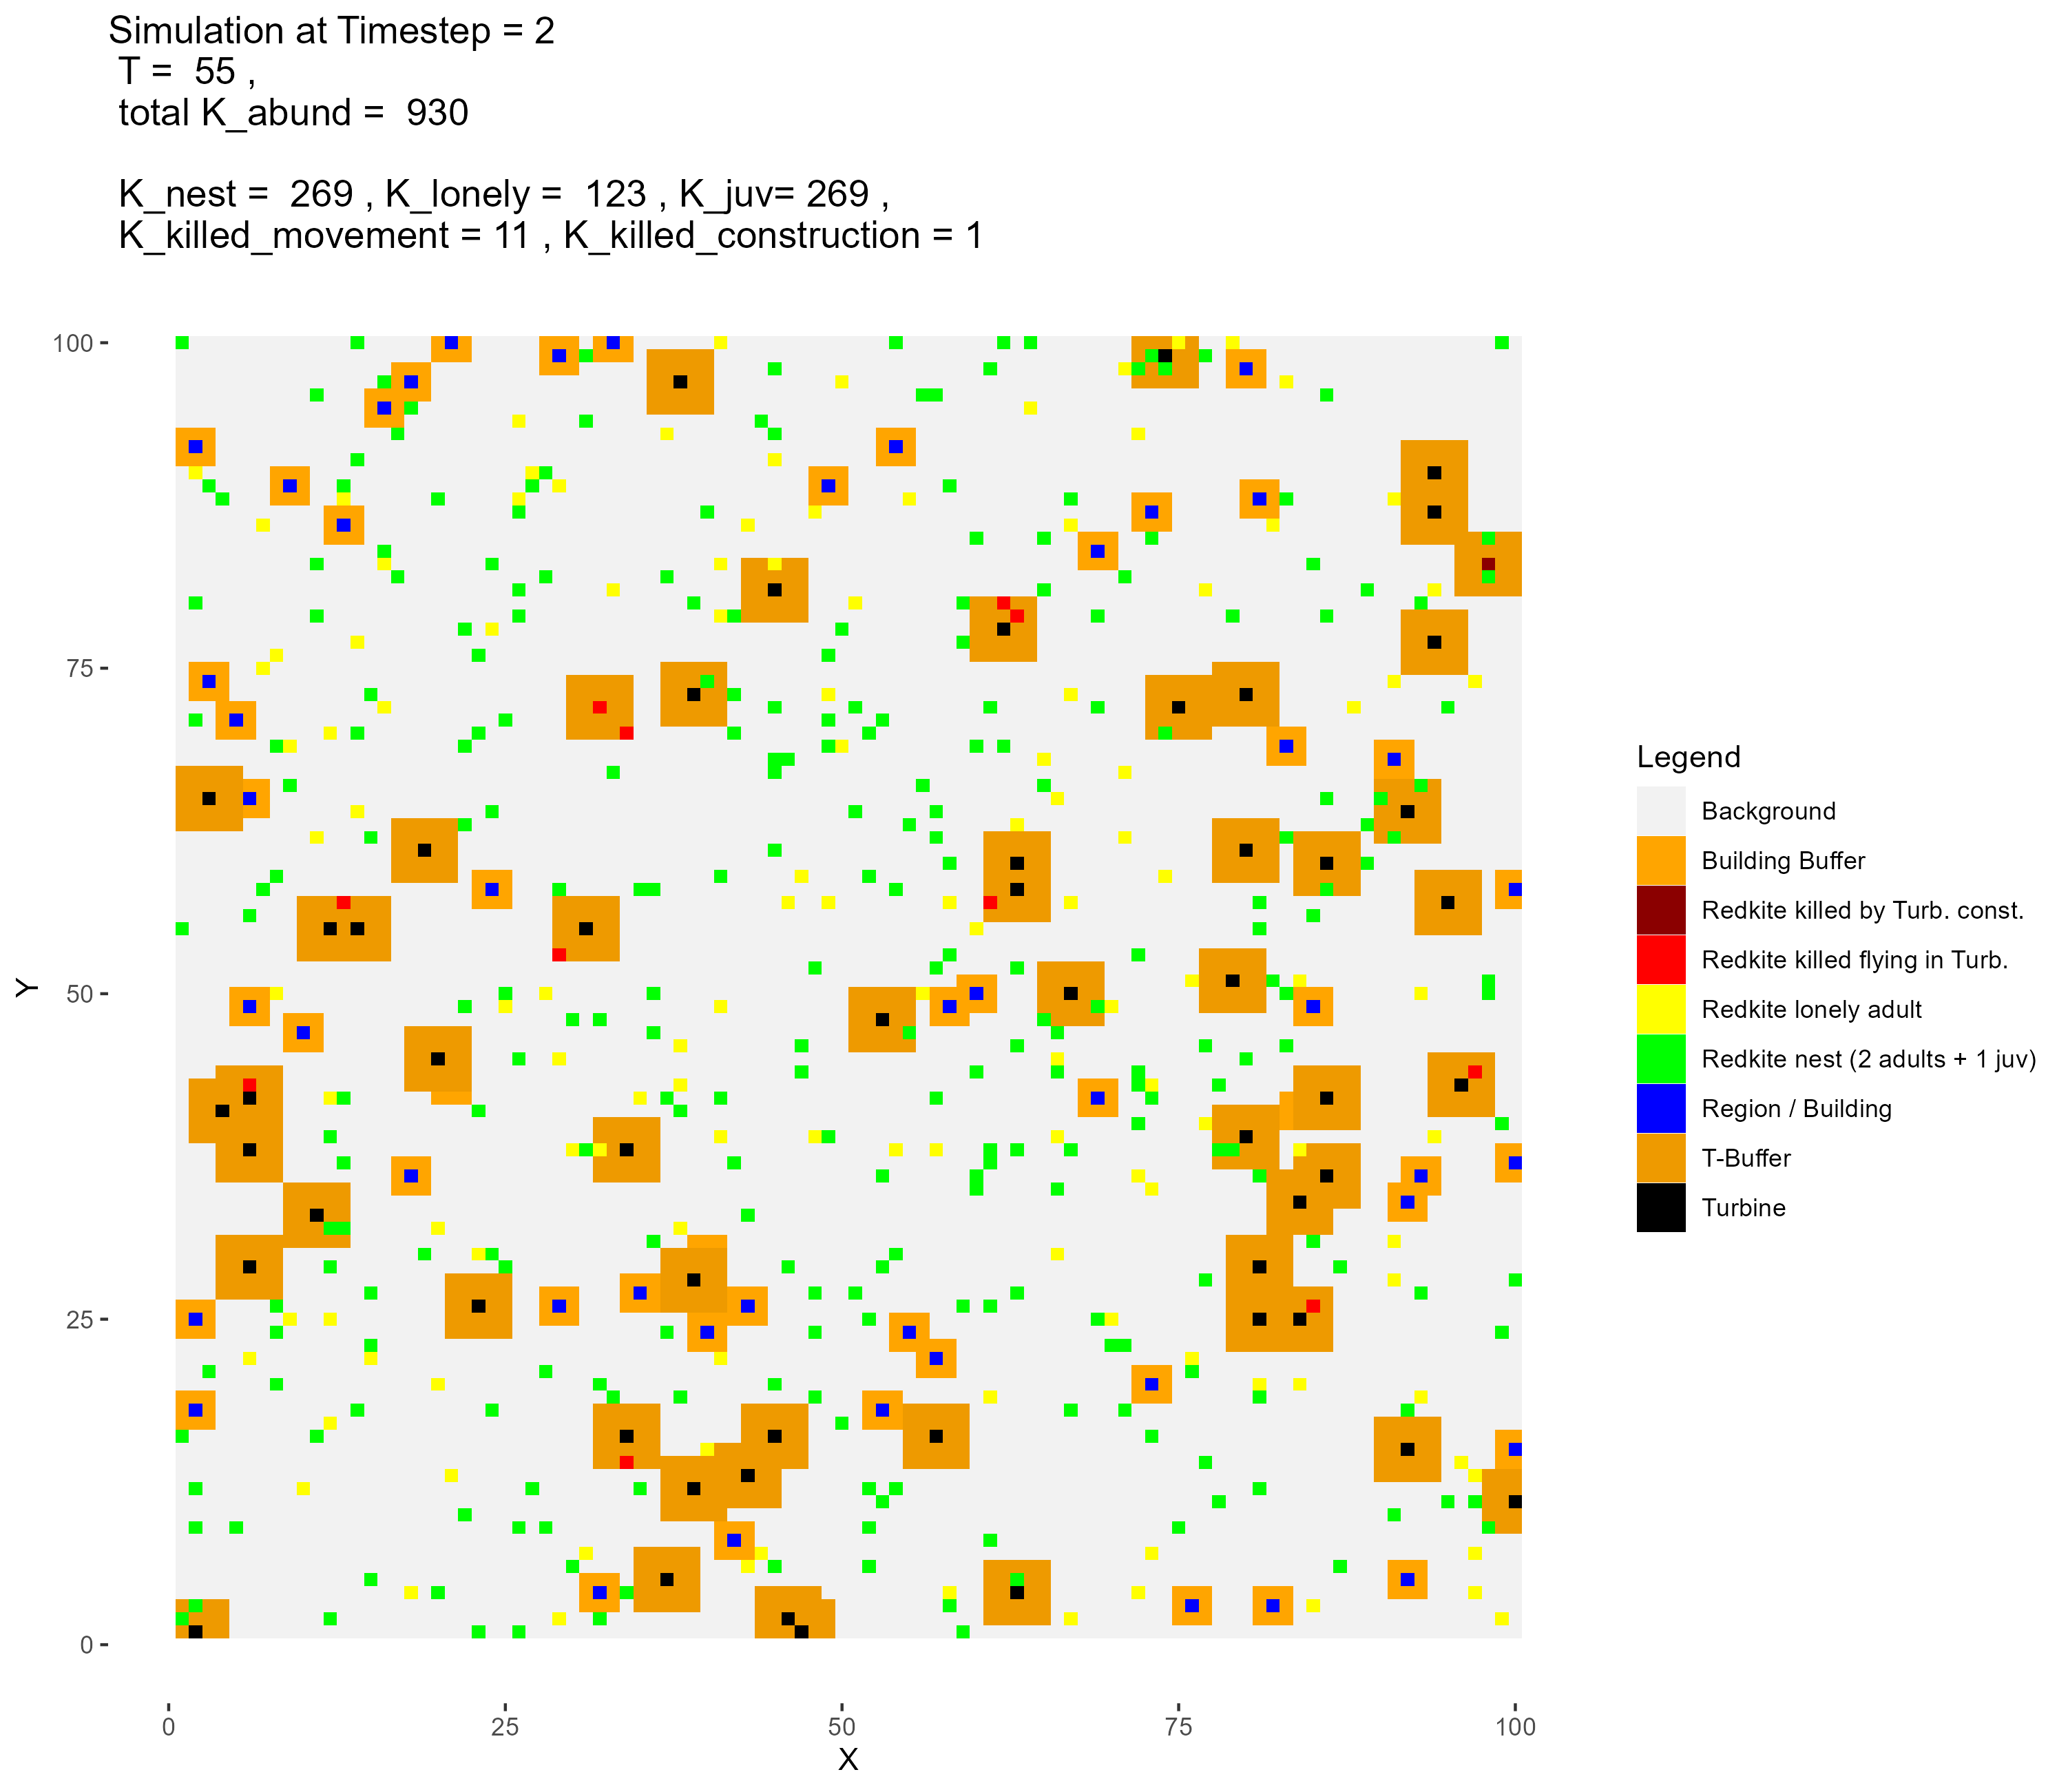 Simulation at Timestep = 2
T =  55 ,
total K_abund =  930
K_nest =  269 , K_lonely =  123 , K_juv= 269 ,
K_killed_movement = 11 , K_killed_construction = 1
100
75
50
25
0
Y
0
25
50
75
100
X
Legend
Background
Building Buffer
Redkite killed by Turb. const.
Redkite killed flying in Turb.
Redkite lonely adult
Redkite nest (2 adults + 1 juv)
Region / Building
T-Buffer
Turbine